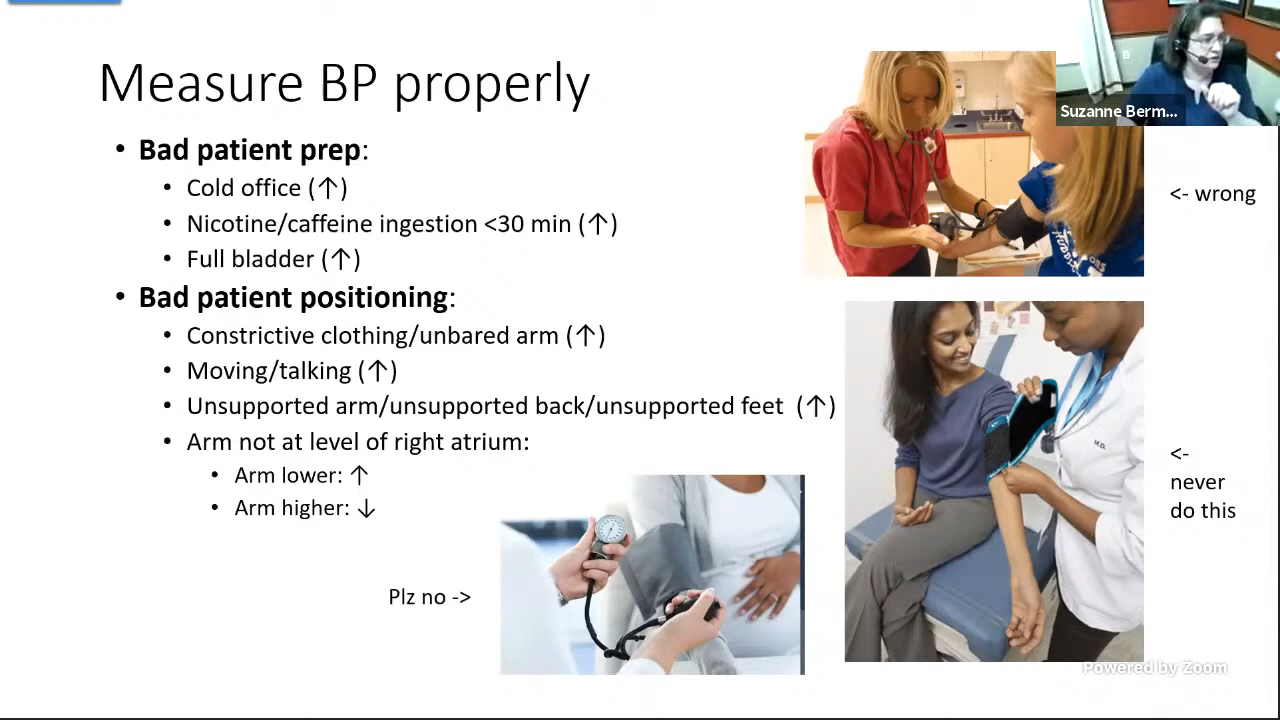 Measure BP properly
• Bad patient prep:
• Cold office (↑)
• Nicotine/caffeine ingestion <30 min (↑)
• Full bladder (↑)
• Bad patient positioning:
• Constrictive clothing/unbared arm (↑)
• Moving/talking (↑)
• Unsupported arm/unsupported back/unsupported feet (↑)
• Arm not at level of right atrium:
• Arm lower: ↑
• Arm higher: ↓
Plz no ->
Suzanne Berm...
<- wrong
<-
never
do this
M.D.
Powered by Zoom